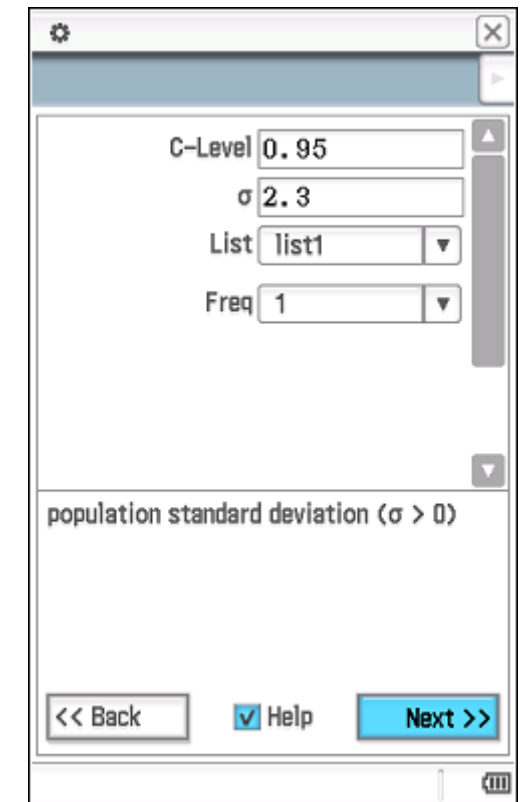 C-Level 0.95
σ 2.3
List list1
Freq 1
population standard deviation (σ > 0)
<< Back Help Next >>